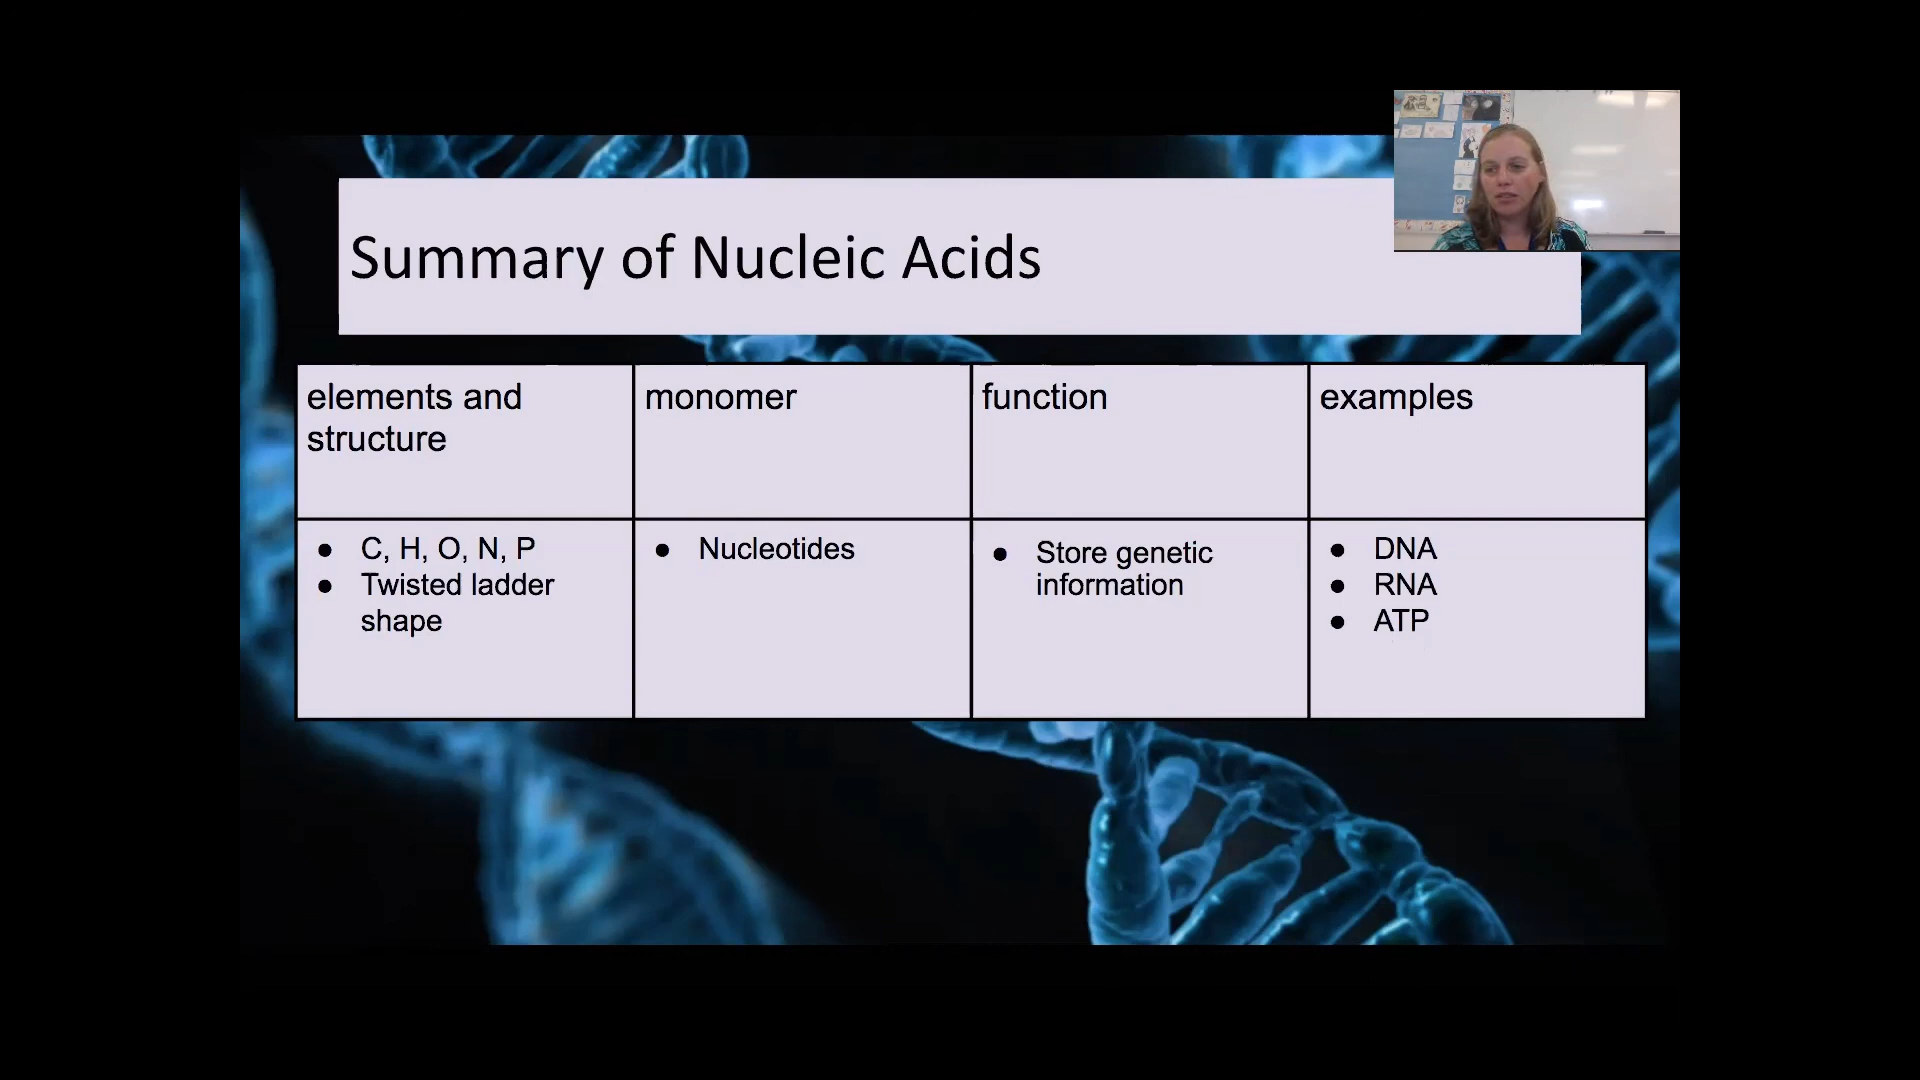 Summary of Nucleic Acids
elements and
structure
monomer
function
examples
● C, H, O, N, P
● Twisted ladder
shape
● Nucleotides
● Store genetic
information
● DNA
● RNA
● ATP